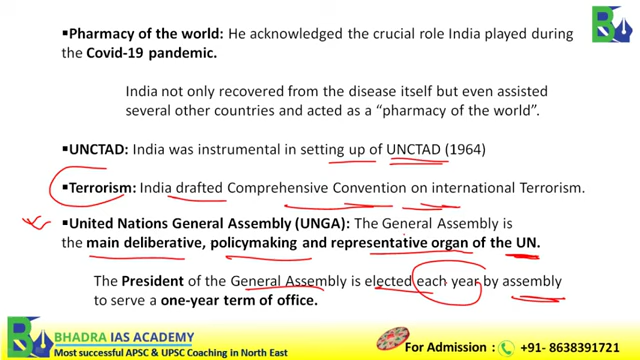 ▪Pharmacy of the world: He acknowledged the crucial role India played during
the Covid-19 pandemic.
India not only recovered from the disease itself but even assisted
several other countries and acted as a “pharmacy of the world”.
▪UNCTAD: India was instrumental in setting up of UNCTAD (1964)
▪Terrorism: India drafted Comprehensive Convention on international Terrorism.
▪United Nations General Assembly (UNGA): The General Assembly is
the main deliberative, policymaking and representative organ of the UN.
The President of the General Assembly is elected each year by assembly
to serve a one-year term of office.
BHADRA IAS ACADEMY
Most successful APSC & UPSC Coaching in North East
For Admission : +91- 8638391721